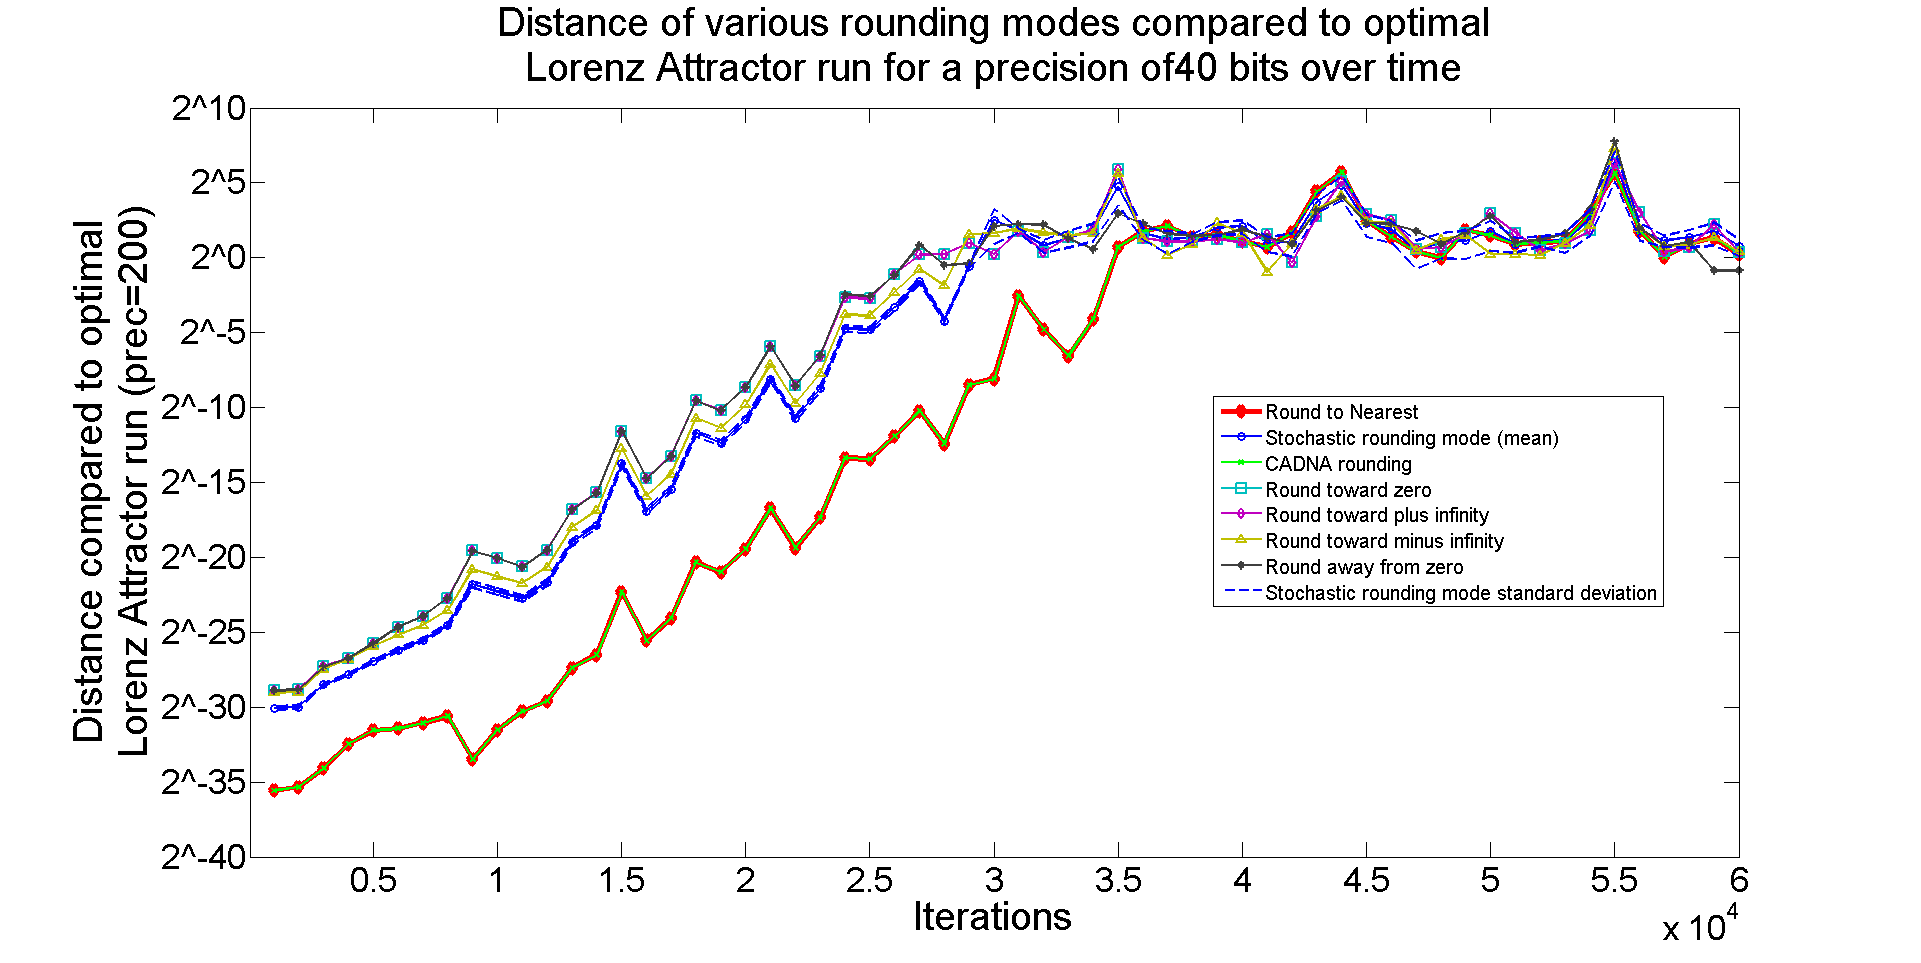 Distance of various rounding modes compared to optimal
Lorenz Attractor run for a precision of40 bits over time
Distance compared to optimal
Lorenz Attractor run (prec=200)
2^10
2^5
2^0
2^-5
2^-10
2^-15
2^-20
2^-25
2^-30
2^-35
2^-40
Round to Nearest
Stochastic rounding mode (mean)
CADNA rounding
Round toward zero
Round toward plus infinity
Round toward minus infinity
Round away from zero
Stochastic rounding mode standard deviation
0.5 1 1.5 2 2.5 3 3.5 4 4.5 5 5.5 6
Iterations
x 10^4